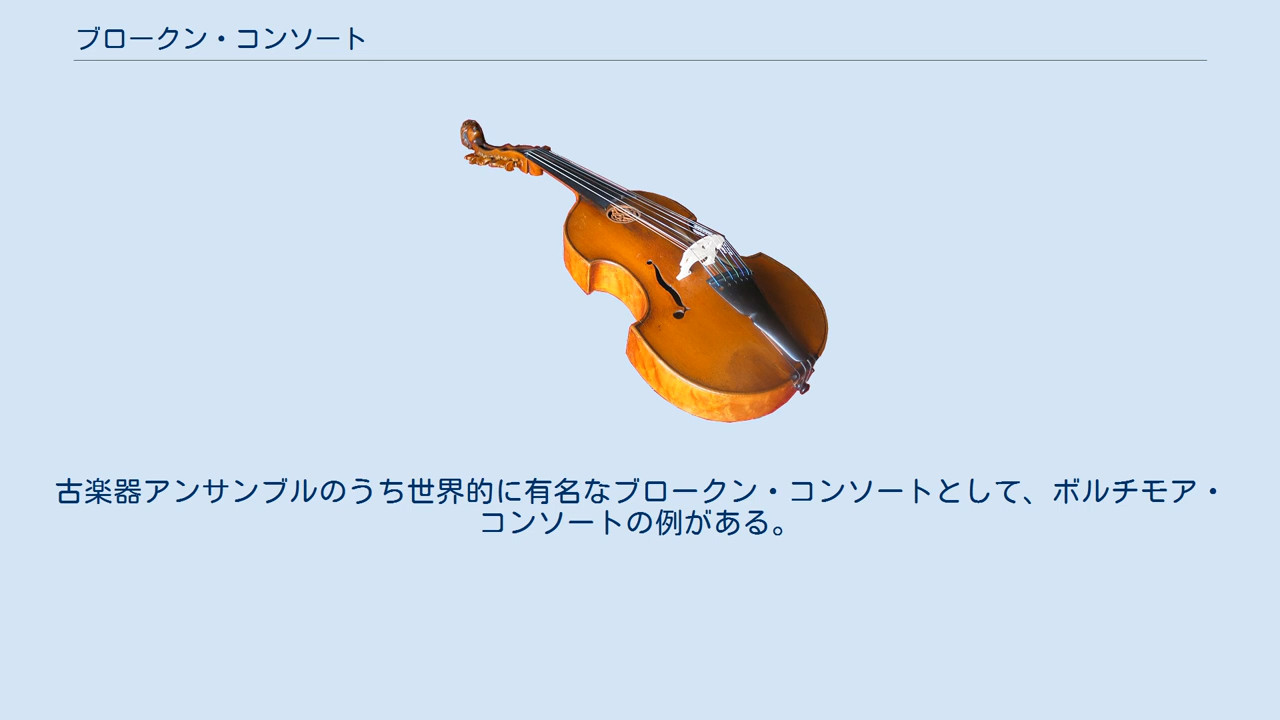 ブロークン・コンソート
古楽器アンサンブルのうち世界的に有名なブロークン・コンソートとして、ボルチモア・
コンソートの例がある。